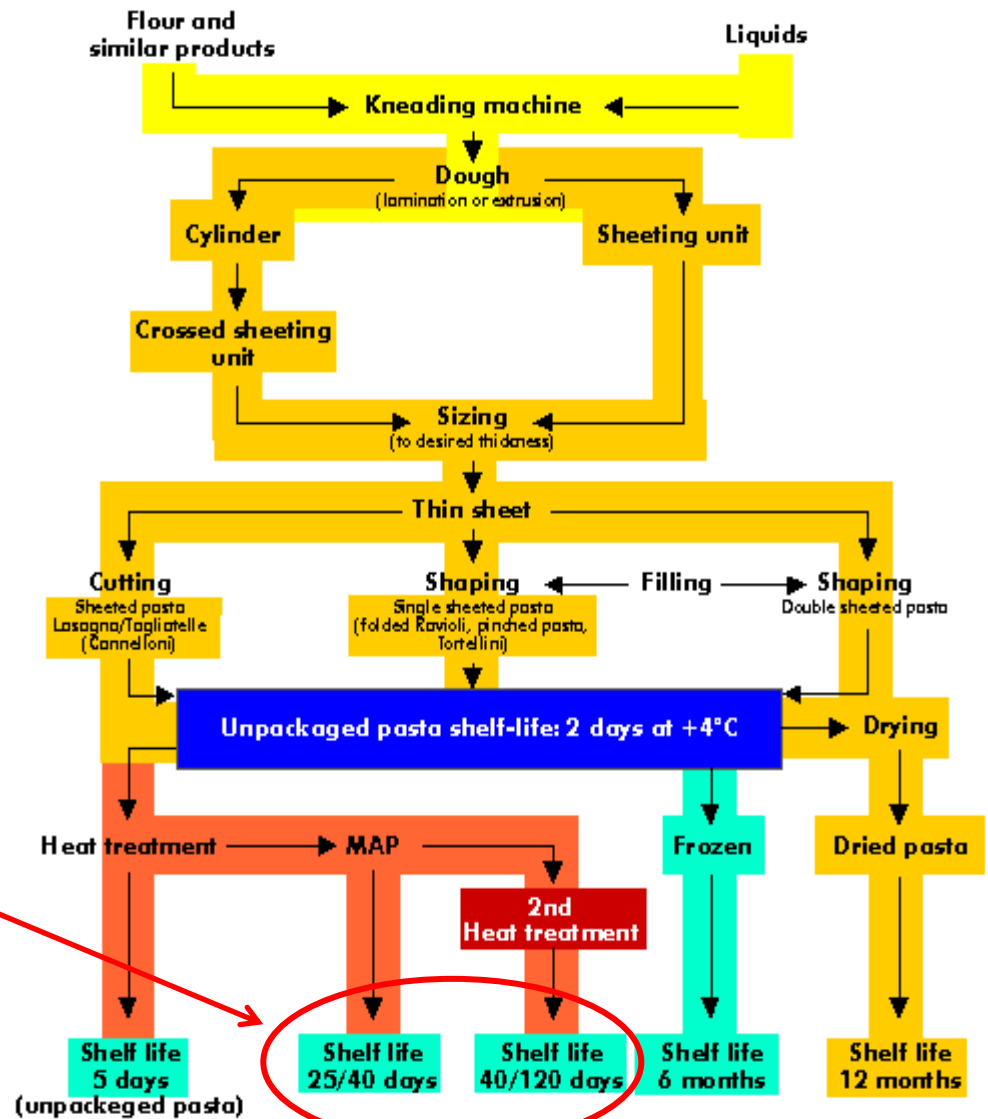 Flour and
similar products
Liquids
Kneading machine
Dough
(lamination or extrusion)
Cylinder
Sheeting unit
Crossed sheeting
unit
Sizing
(to desired thickness)
Thin sheet
Cutting
Sheeted pasta
Lasagna/Tagliatelle
(Cannelloni)
Shaping
Single sheeted pasta
(folded Ravioli, pinched pasta,
Tortellini)
Filling
Shaping
Double sheeted pasta
Unpackaged pasta shelf-life: 2 days at +4°C
Drying
Heat treatment
MAP
Frozen
Dried pasta
2nd
Heat treatment
Shelf life
5 days
(unpackeged pasta)
Shelf life
25/40 days
Shelf life
40/120 days
Shelf life
6 months
Shelf life
12 months